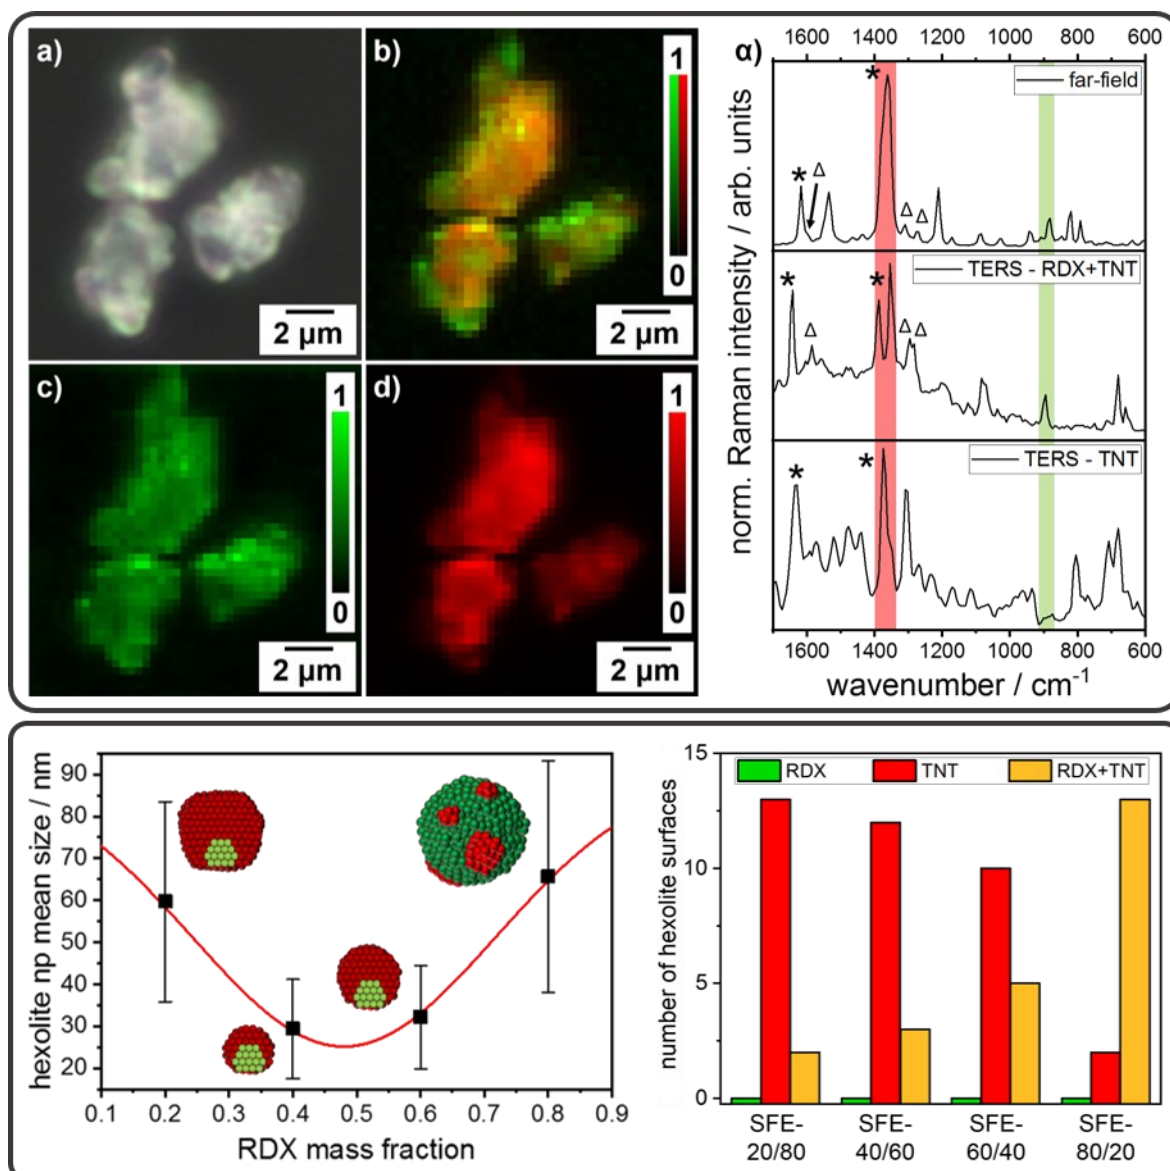 a)
b)
1
0
2 µm
2 µm
c)
d)
1
0
1
0
2 µm
2 µm
α)
1600 1400 1200 1000 800 600
far-field
* * Δ Δ Δ
TERS - RDX+TNT
* * Δ Δ Δ
TERS - TNT
* *
norm. Raman intensity / arb. units
1600 1400 1200 1000 800 600
wavenumber / cm⁻¹
hexolite np mean size / nm
90
80
70
60
50
40
30
20
0.1 0.2 0.3 0.4 0.5 0.6 0.7 0.8 0.9
RDX mass fraction
number of hexolite surfaces
15
10
5
0
RDX TNT RDX+TNT
SFE- SFE- SFE- SFE-
20/80 40/60 60/40 80/20